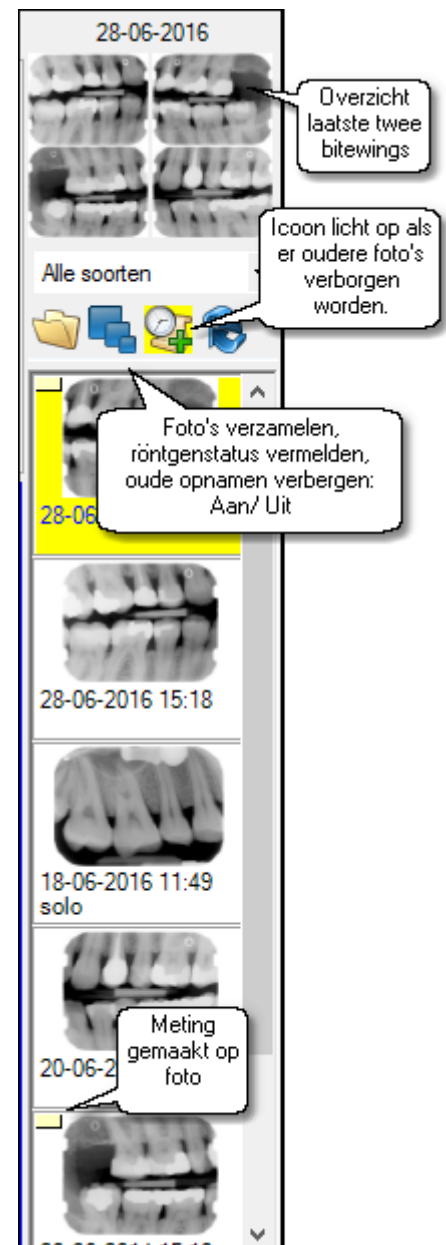 28-06-2016
Overzicht
laatste twee
bitewings
Icoon licht op als
er oudere foto's
verborgen
worden.
Alle soorten
Foto's verzamelen,
röntgenstatus vermelden,
oude opnamen verbergen:
Aan/ Uit
28-06
28-06-2016 15:18
18-06-2016 11:49
solo
Meting
gemaakt op
foto
20-06-2